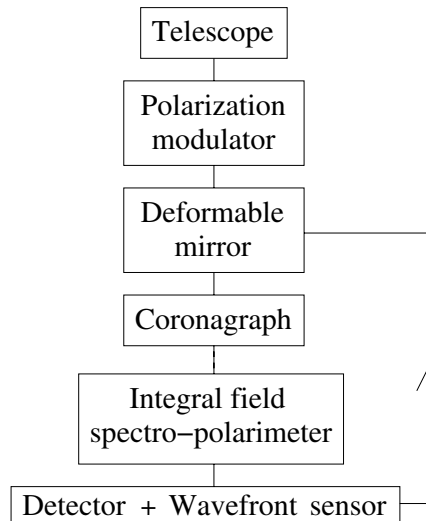 Telescope
Polarization
modulator
Deformable
mirror
Coronagraph
Integral field
spectro−polarimeter
Detector + Wavefront sensor